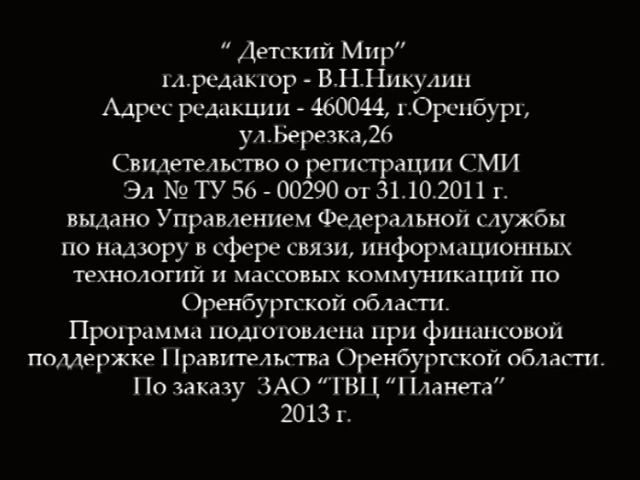 “ Детский Мир”
гл.редактор - В.Н.Никулин
Адрес редакции - 460044, г.Оренбург,
ул.Березка,26
Свидетельство о регистрации СМИ
Эл № ТУ 56 - 00290 от 31.10.2011 г.
выдано Управлением Федеральной службы
по надзору в сфере связи, информационных
технологий и массовых коммуникаций по
Оренбургской области.
Программа подготовлена при финансовой
поддержке Правительства Оренбургской области.
По заказу ЗАО “ТВЦ “Планета”
2013 г.